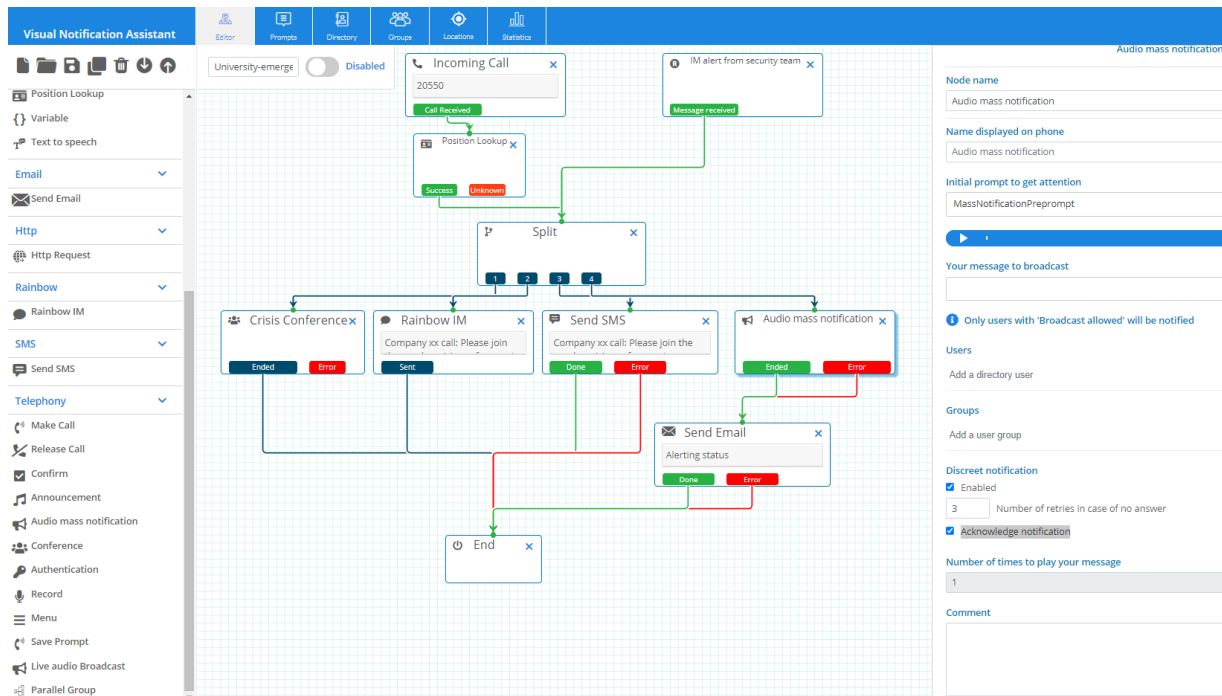 Visual Notification Assistant
Editor
Prompts
Directory
Groups
Locations
Statistics
University-emerge
Disabled
Position Lookup
{} Variable
Text to speech
Email
Send Email
Http
Http Request
Rainbow
Rainbow IM
SMS
Send SMS
Telephony
Make Call
Release Call
Confirm
Announcement
Audio mass notification
Conference
Authentication
Record
Menu
Save Prompt
Live audio Broadcast
Parallel Group
Incoming Call
20550
Call Received
IM alert from security team
Message received
Position Lookup
Success
Unknown
Split
1 2 3 4
Crisis Conference
Ended
Error
Rainbow IM
Company xx call: Please join
Sent
Send SMS
Company xx call: Please join the
Done
Error
Audio mass notification
Ended
Error
Send Email
Alerting status
Done
Error
End
Audio mass notification
Node name
Audio mass notification
Name displayed on phone
Audio mass notification
Initial prompt to get attention
MassNotificationPreprompt
Your message to broadcast
Only users with 'Broadcast allowed' will be notified
Users
Add a directory user
Groups
Add a user group
Discreet notification
Enabled
3 Number of retries in case of no answer
Acknowledge notification
Number of times to play your message
1
Comment